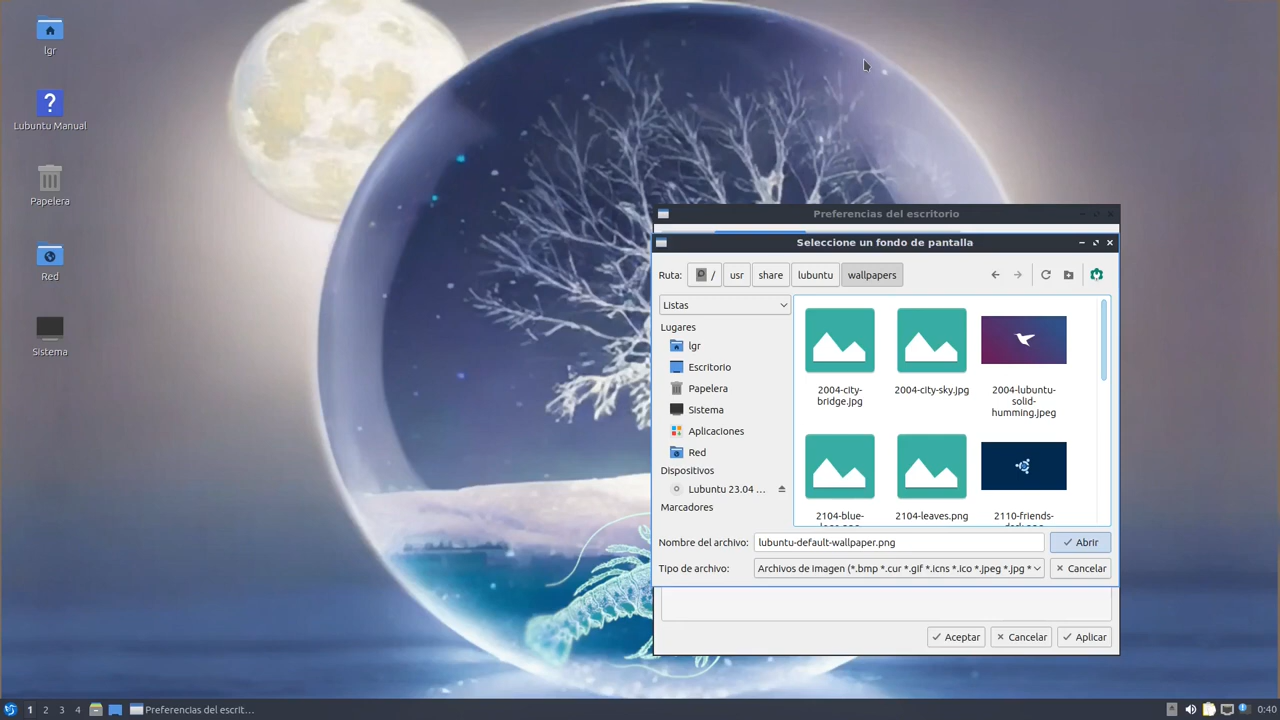 lgr
Lubuntu Manual
Papelera
Red
Sistema
Preferencias del escritorio
Seleccione un fondo de pantalla
Ruta: / usr share lubuntu wallpapers
Listas
Lugares
lgr
Escritorio
Papelera
Sistema
Aplicaciones
Red
Dispositivos
Lubuntu 23.04 ...
Marcadores
2004-city-
bridge.jpg
2004-city-sky.jpg
2004-lubuntu-
solid-
humming.jpeg
2104-blue-
2104-leaves.png
2110-friends-
Nombre del archivo: lubuntu-default-wallpaper.png Abrir
Tipo de archivo: Archivos de imagen (*.bmp *.cur *.gif *.icns *.ico *.jpeg *.jpg * Cancelar
Aceptar Cancelar Aplicar
1 2 3 4 Preferencias del escrit... 0:40